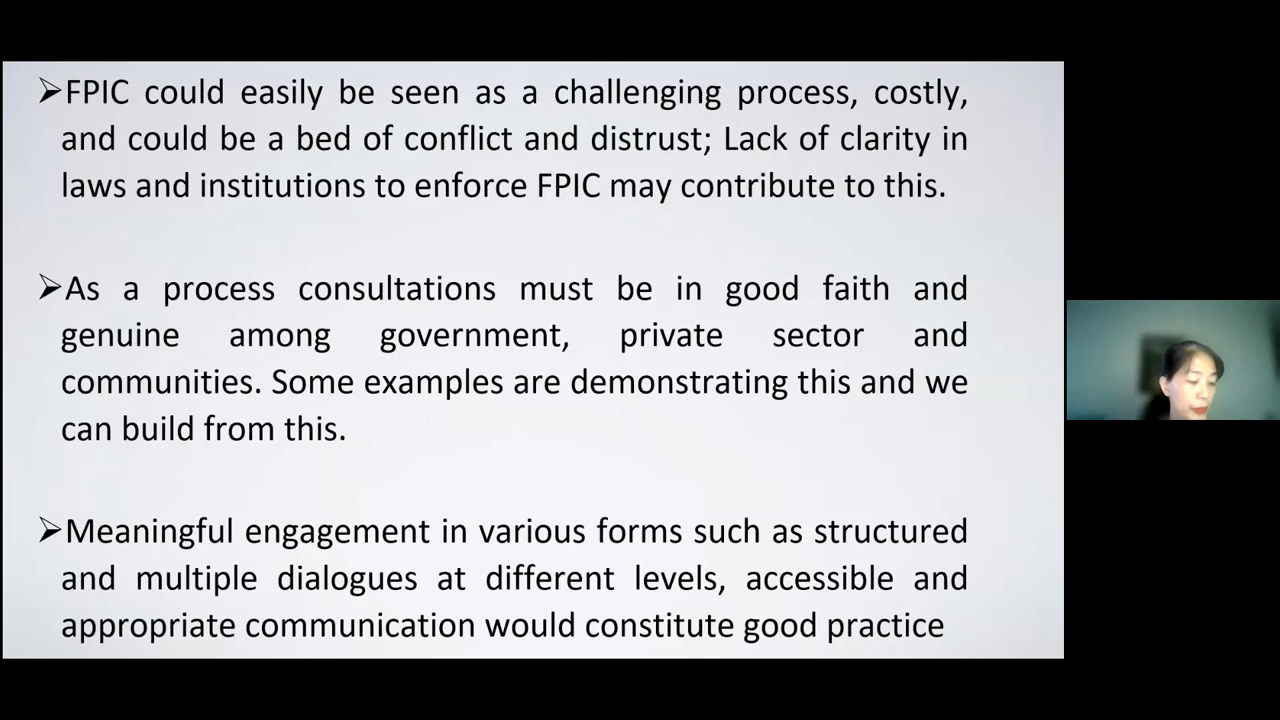 ➢FPIC could easily be seen as a challenging process, costly,
and could be a bed of conflict and distrust; Lack of clarity in
laws and institutions to enforce FPIC may contribute to this.
➢As a process consultations must be in good faith and
genuine among government, private sector and
communities. Some examples are demonstrating this and we
can build from this.
➢Meaningful engagement in various forms such as structured
and multiple dialogues at different levels, accessible and
appropriate communication would constitute good practice